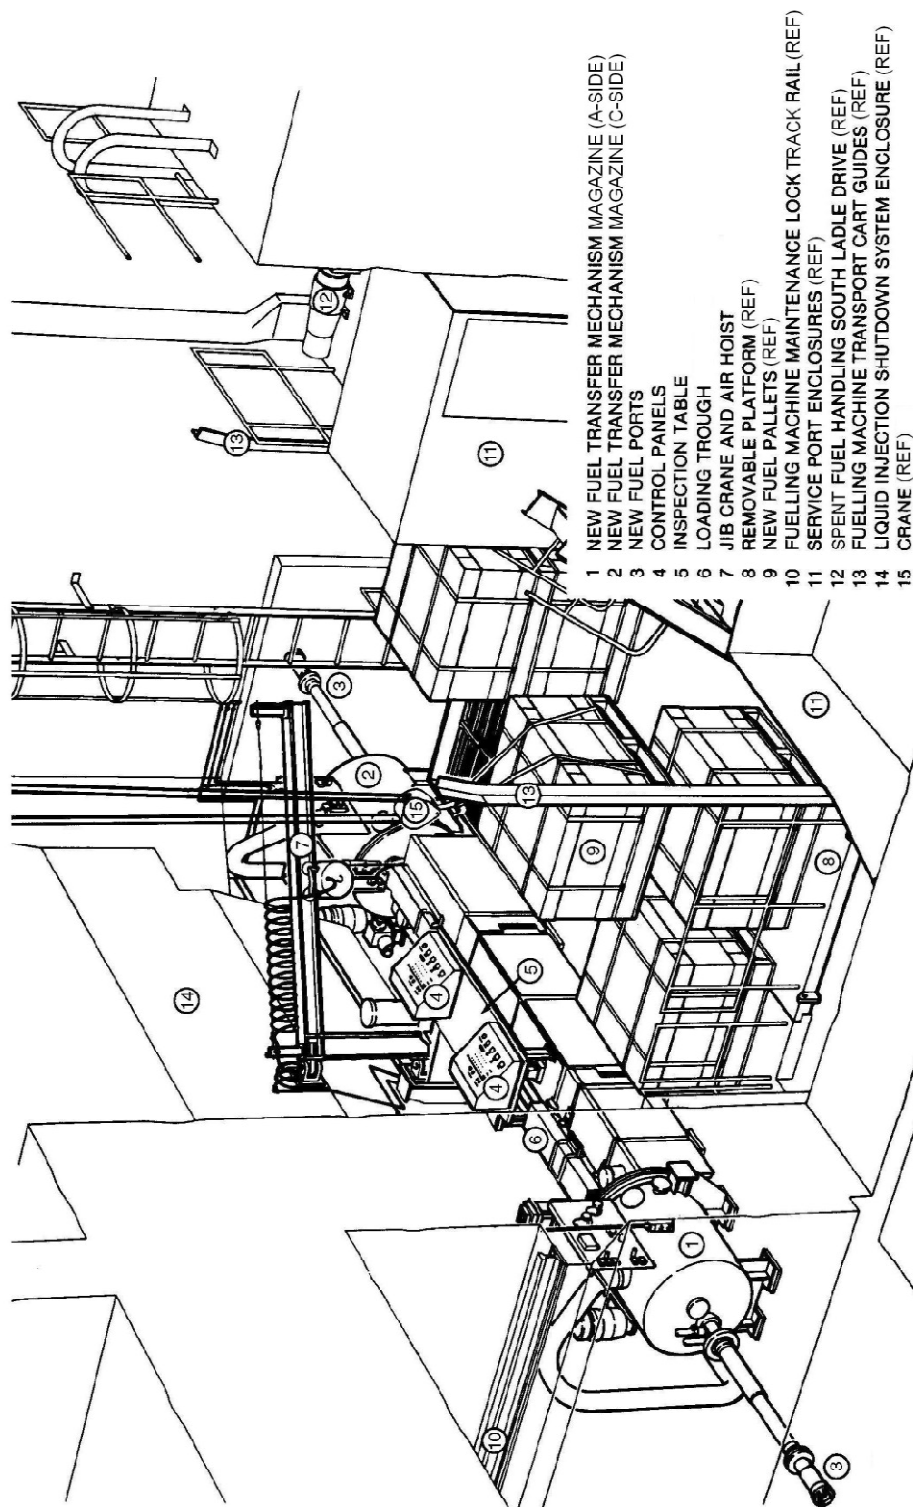 1 NEW FUEL TRANSFER MECHANISM MAGAZINE (A-SIDE)
2 NEW FUEL TRANSFER MECHANISM MAGAZINE (C-SIDE)
3 NEW FUEL PORTS
4 CONTROL PANELS
5 INSPECTION TABLE
6 LOADING TROUGH
7 JIB CRANE AND AIR HOIST
8 REMOVABLE PLATFORM (REF)
9 NEW FUEL PALLETS (REF)
10 FUELLING MACHINE MAINTENANCE LOCK TRACK RAIL (REF)
11 SERVICE PORT ENCLOSURES (REF)
12 SPENT FUEL HANDLING SOUTH LADLE DRIVE (REF)
13 FUELLING MACHINE TRANSPORT CART GUIDES (REF)
14 LIQUID INJECTION SHUTDOWN SYSTEM ENCLOSURE (REF)
15 CRANE (REF)
14
7
2
3
13
12
11
15
4
4
5
6
9
13
8
11
10
1
3